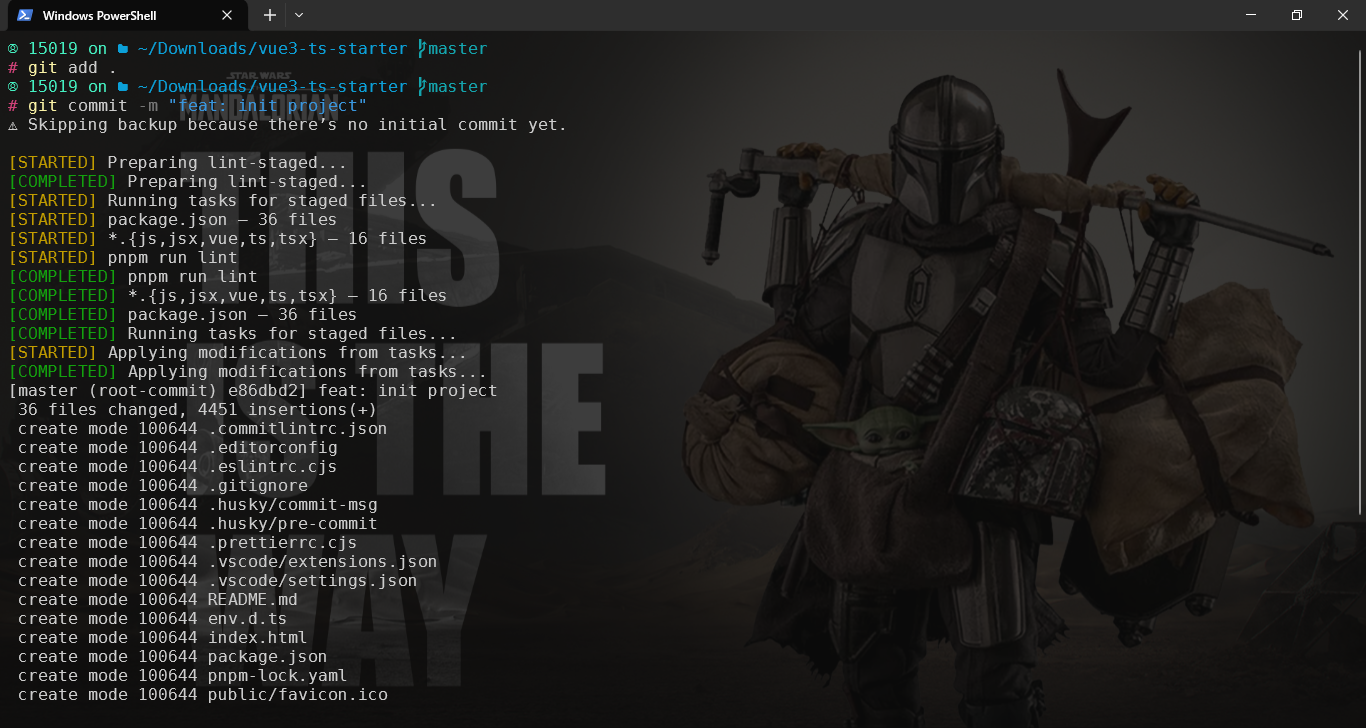 Windows PowerShell
@ 15019 on ~/Downloads/vue3-ts-starter master
# git add .
@ 15019 on ~/Downloads/vue3-ts-starter master
# git commit -m "feat: init project"
⚠ Skipping backup because there’s no initial commit yet.
[STARTED] Preparing lint-staged...
[COMPLETED] Preparing lint-staged...
[STARTED] Running tasks for staged files...
[STARTED] package.json — 36 files
[STARTED] *.{js,jsx,vue,ts,tsx} — 16 files
[STARTED] pnpm run lint
[COMPLETED] pnpm run lint
[COMPLETED] *.{js,jsx,vue,ts,tsx} — 16 files
[COMPLETED] package.json — 36 files
[COMPLETED] Running tasks for staged files...
[STARTED] Applying modifications from tasks...
[COMPLETED] Applying modifications from tasks...
[master (root-commit) e86dbd2] feat: init project
36 files changed, 4451 insertions(+)
create mode 100644 .commitlintrc.json
create mode 100644 .editorconfig
create mode 100644 .eslintrc.cjs
create mode 100644 .gitignore
create mode 100644 .husky/commit-msg
create mode 100644 .husky/pre-commit
create mode 100644 .prettierrc.cjs
create mode 100644 .vscode/extensions.json
create mode 100644 .vscode/settings.json
create mode 100644 README.md
create mode 100644 env.d.ts
create mode 100644 index.html
create mode 100644 package.json
create mode 100644 pnpm-lock.yaml
create mode 100644 public/favicon.ico
STAR WARS
MANDALORIAN
THIS
IS THE
WAY